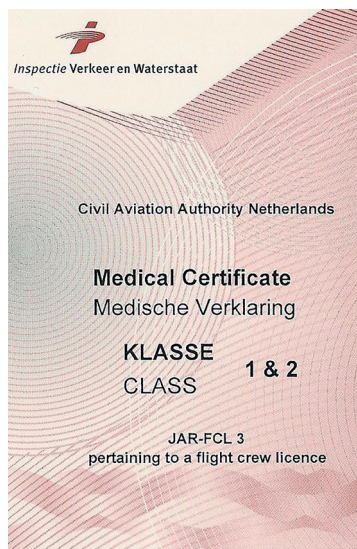 Inspectie Verkeer en Waterstaat
Civil Aviation Authority Netherlands
Medical Certificate
Medische Verklaring
KLASSE
1 & 2
CLASS
JAR-FCL 3
pertaining to a flight crew licence